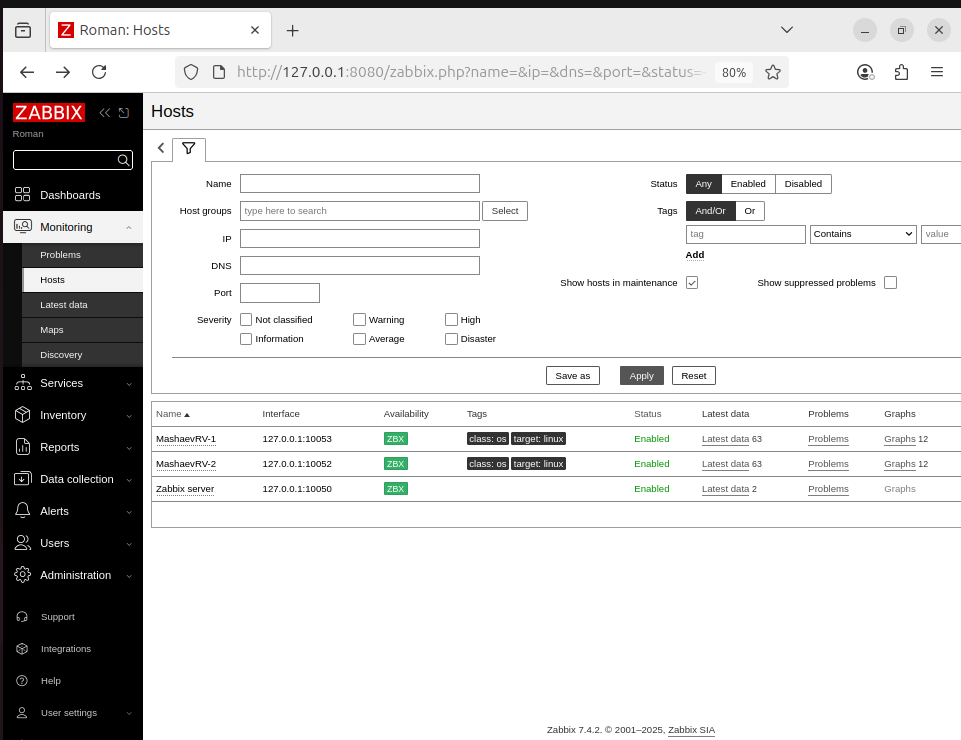 Roman: Hosts
http://127.0.0.1:8080/zabbix.php?name=&ip=&dns=&port=&status=- 80%
ZABBIX
Roman
Dashboards
Monitoring
Problems
Hosts
Latest data
Maps
Discovery
Services
Inventory
Reports
Data collection
Alerts
Users
Administration
Support
Integrations
Help
User settings
Hosts
Name Status Any Enabled Disabled
Host groups type here to search Select Tags And/Or Or
IP tag Contains value
DNS Add
Port Show hosts in maintenance Show suppressed problems
Severity Not classified Warning High
Information Average Disaster
Save as Apply Reset
Name Interface Availability Tags Status Latest data Problems Graphs
MashaevRV-1 127.0.0.1:10053 ZBX class: os target: linux Enabled Latest data 63 Problems Graphs 12
MashaevRV-2 127.0.0.1:10052 ZBX class: os target: linux Enabled Latest data 63 Problems Graphs 12
Zabbix server 127.0.0.1:10050 ZBX Enabled Latest data 2 Problems Graphs
Zabbix 7.4.2. © 2001–2025, Zabbix SIA